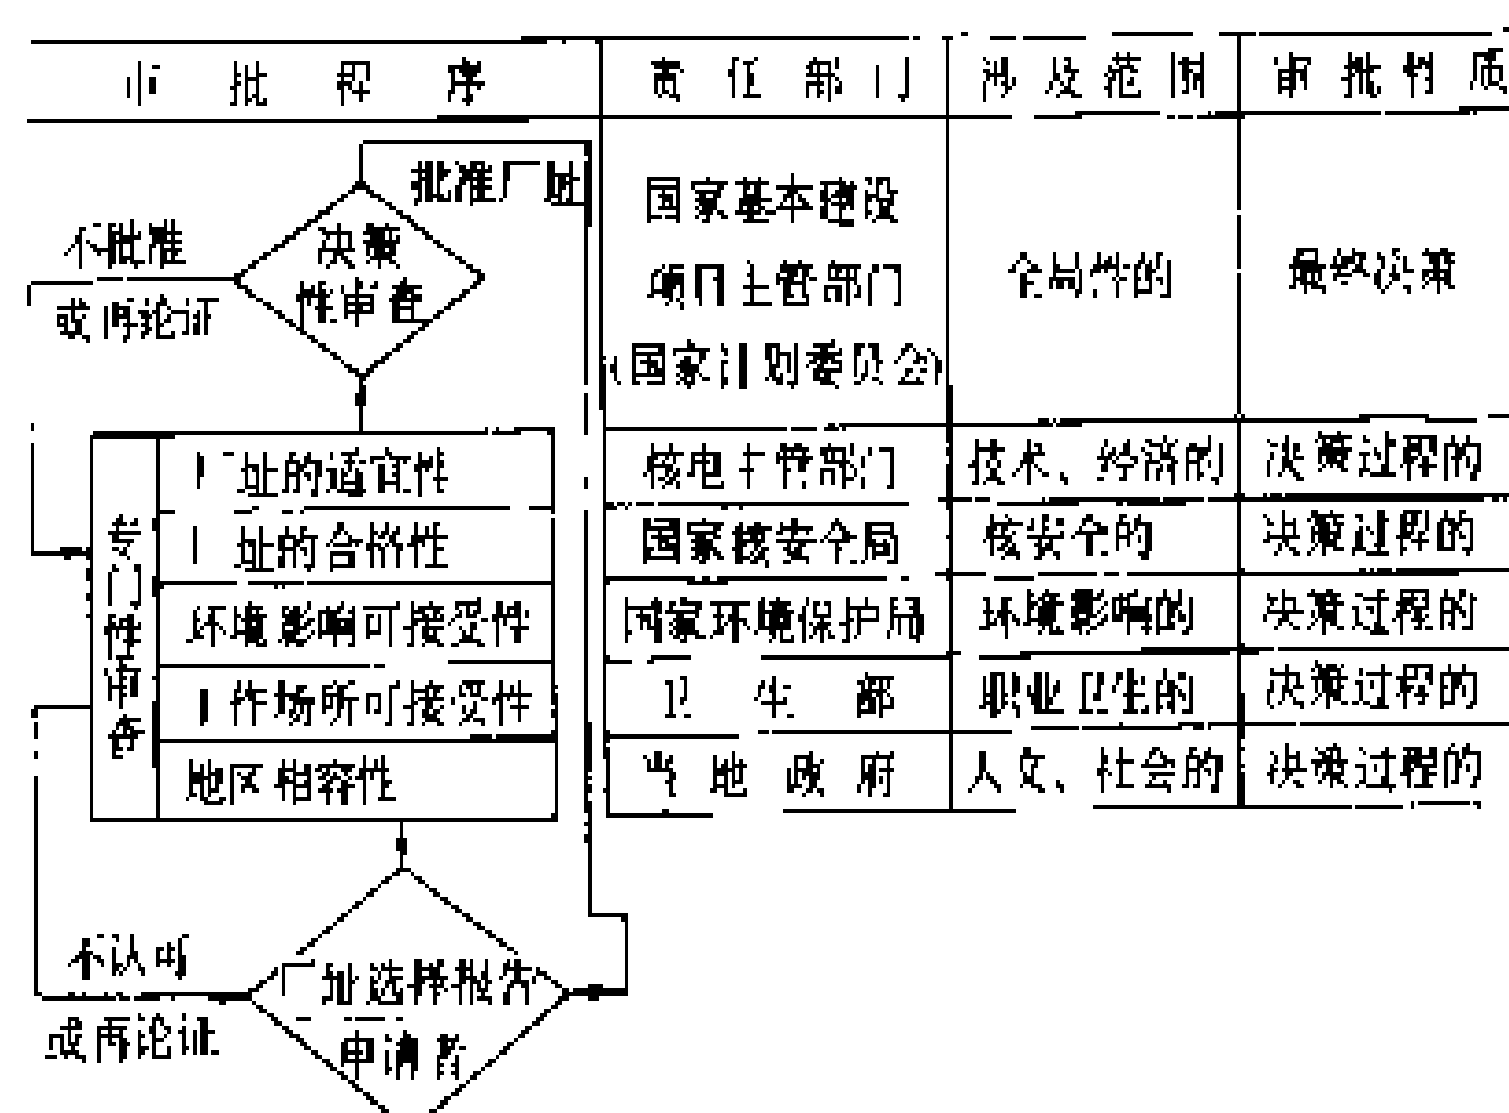 审批程序 责任部门 涉及范围 审批性质
批准厂址
不批准
或再论证
决策
性审查
国家基本建设
项目主管部门
(国家计划委员会)
全局性的
最终决策
专门性审查
厂址的适宜性 核电主管部门 技术、经济的 决策过程的
厂址的合格性 国家核安全局 核安全的 决策过程的
环境影响可接受性 国家环境保护局 环境影响的 决策过程的
工作场所可接受性 卫生部 职业卫生的 决策过程的
地区相容性 当地政府 人文、社会的 决策过程的
不认可
或再论证
厂址选择报告
申请者